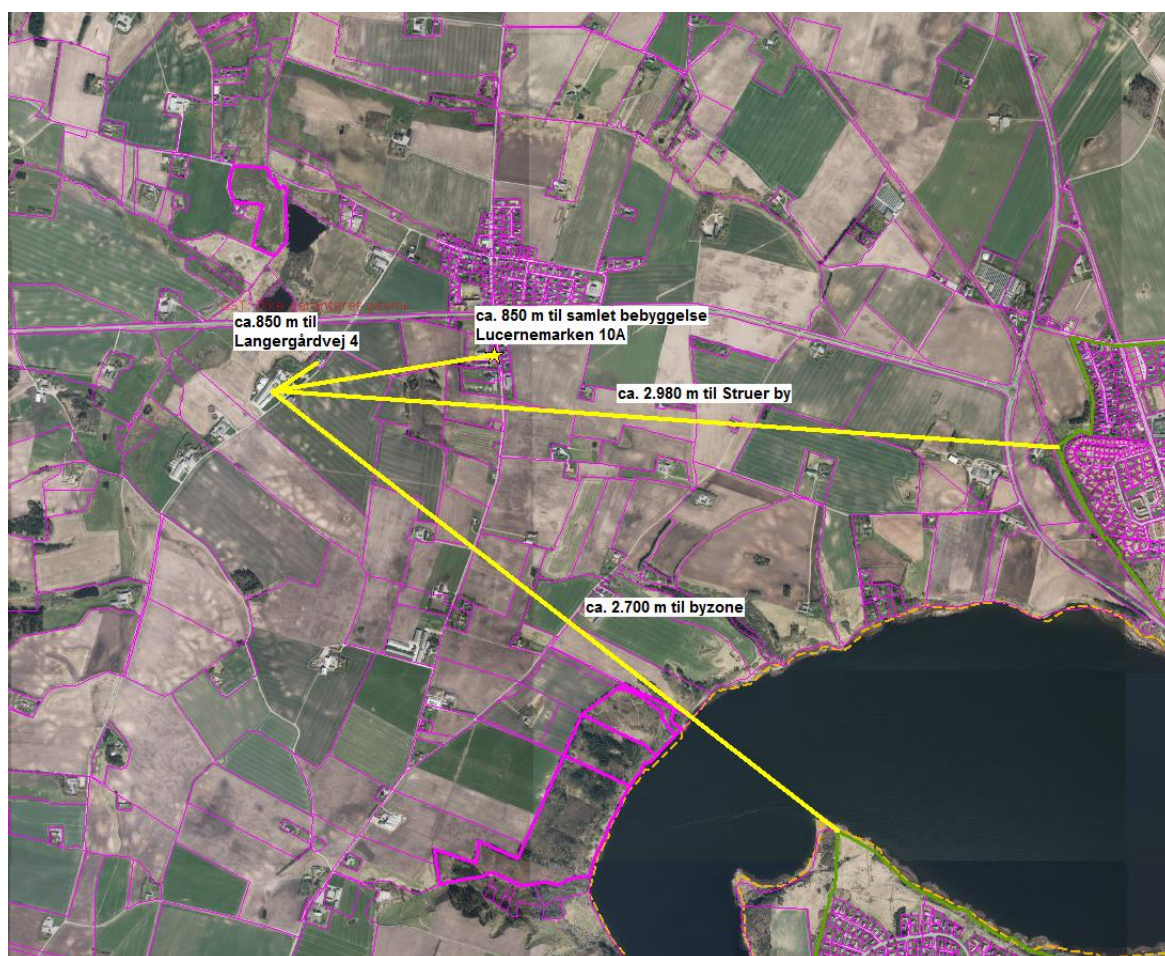 ca.850 m til
Langergårdvej 4
ca. 850 m til samlet bebyggelse
Lucernemarken 10A
ca. 2.980 m til Struer by
ca. 2.700 m til byzone